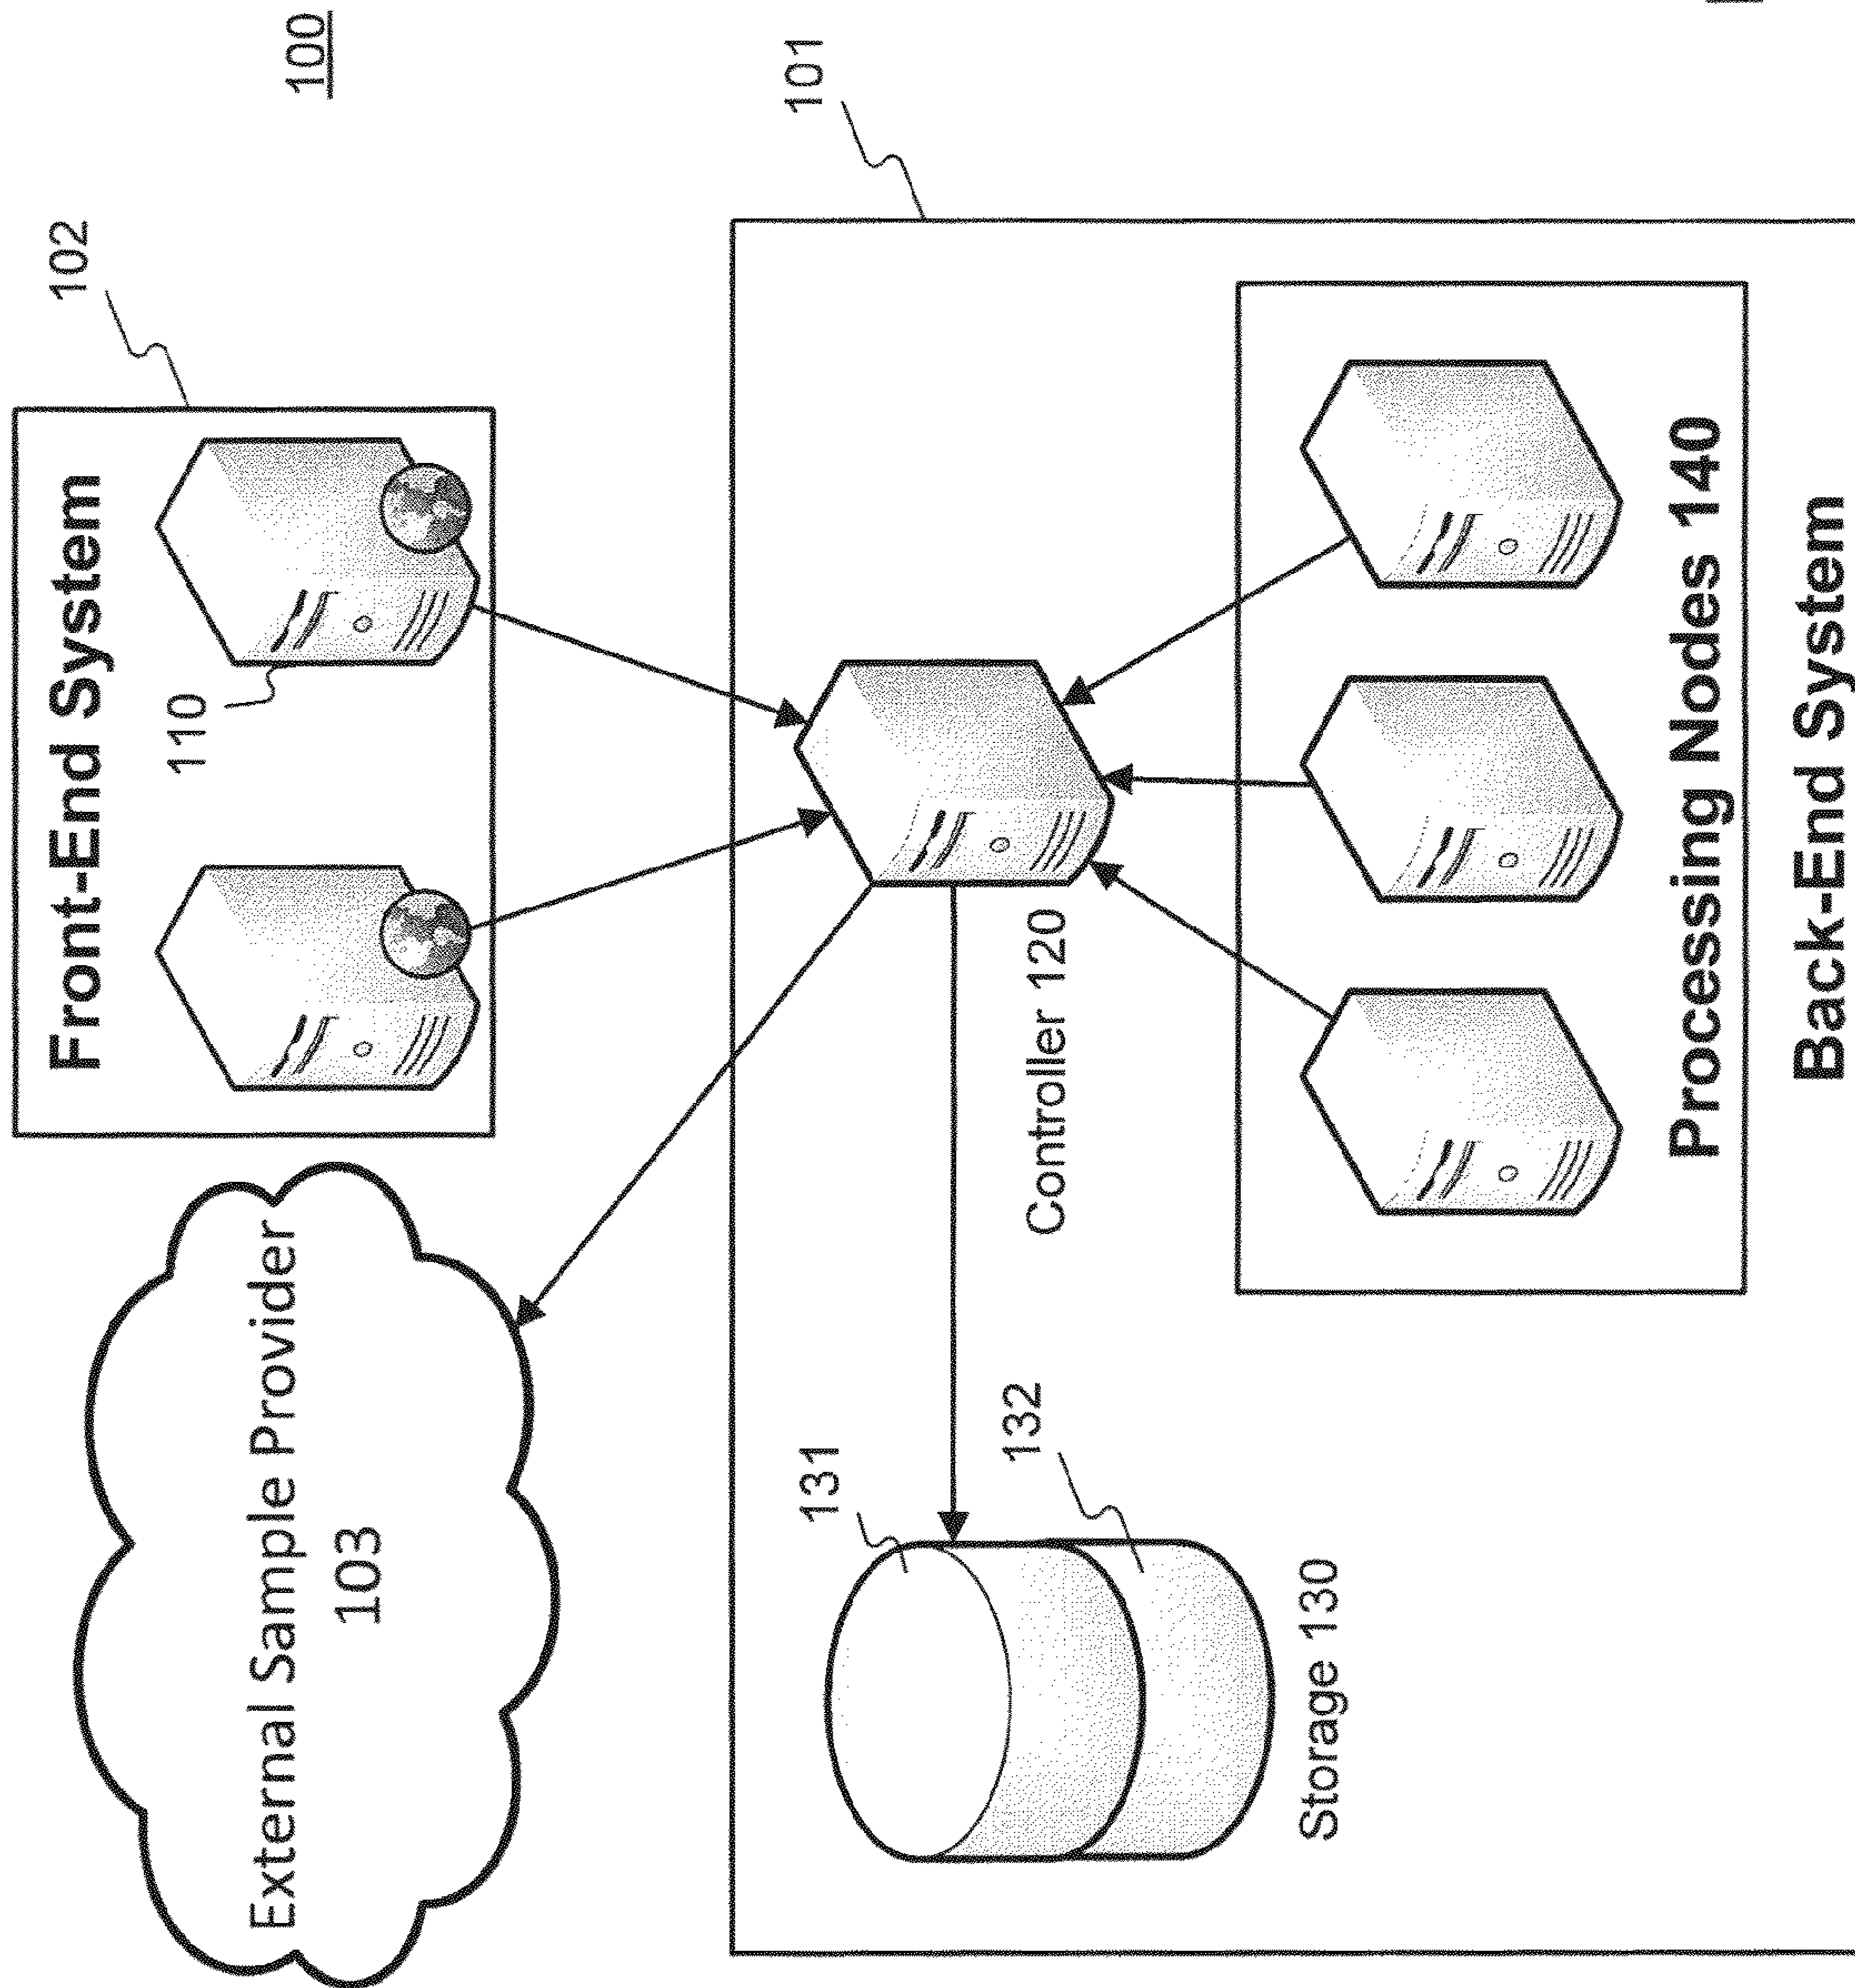 100
External Sample Provider
103
Front-End System
102
110
101
131
132
Storage 130
Controller 120
Processing Nodes 140
Back-End System